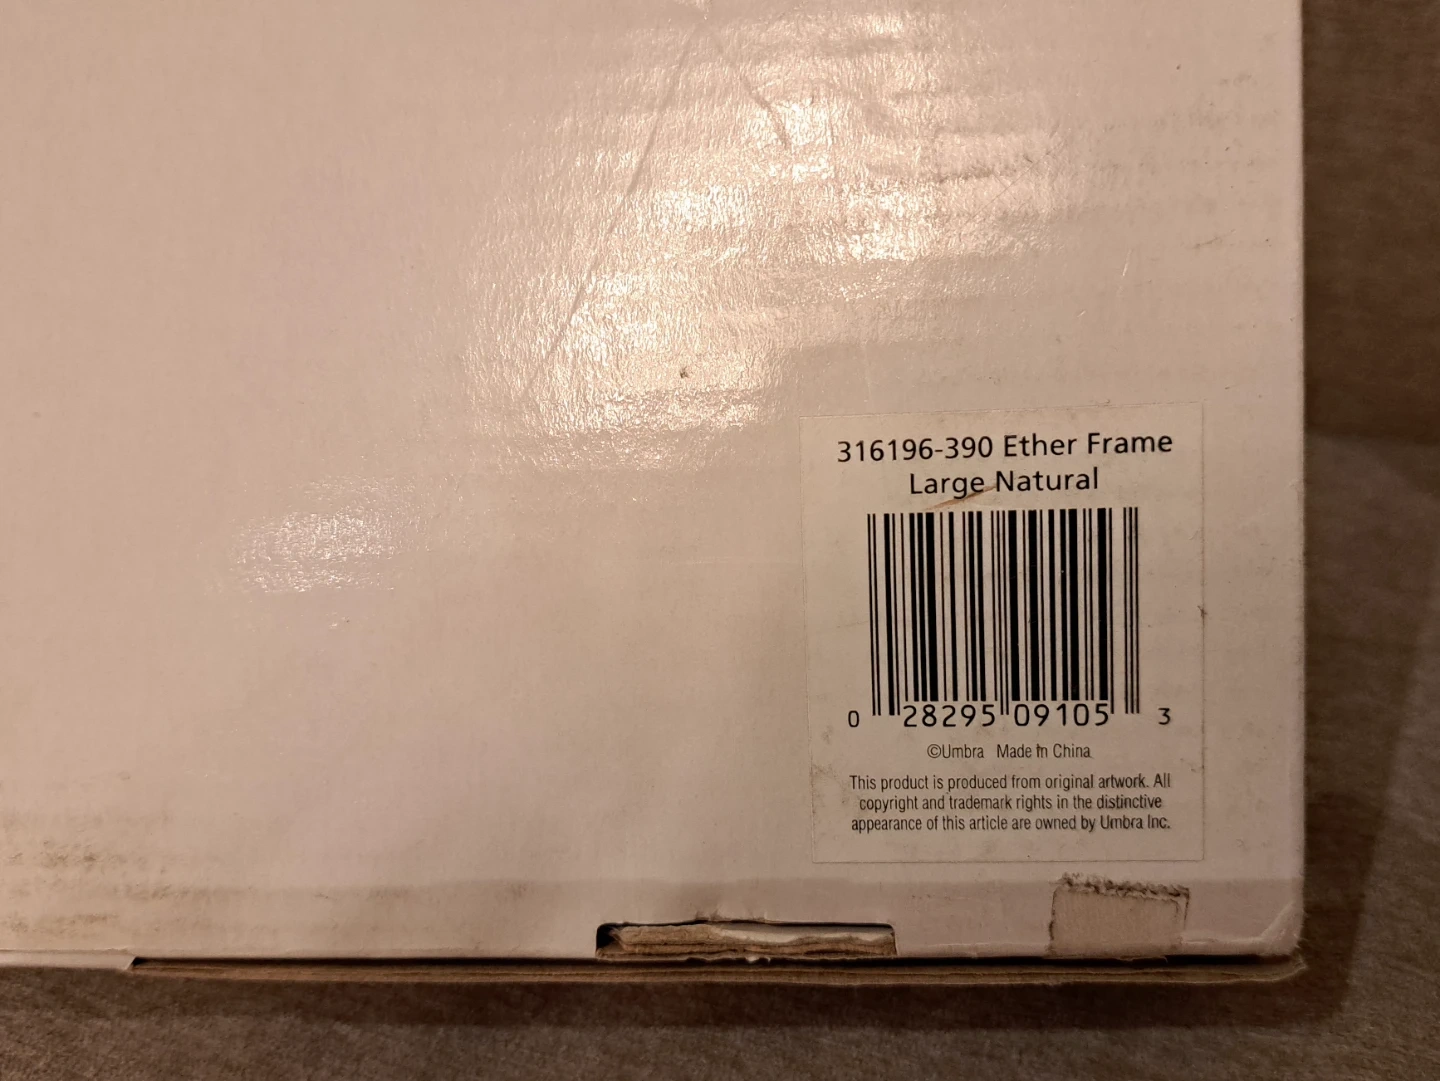 316196-390 Ether Frame
Large Natural
0 28295 09105 3
©Umbra Made In China
This product is produced from original artwork. All
copyright and trademark rights in the distinctive
appearance of this article are owned by Umbra Inc.